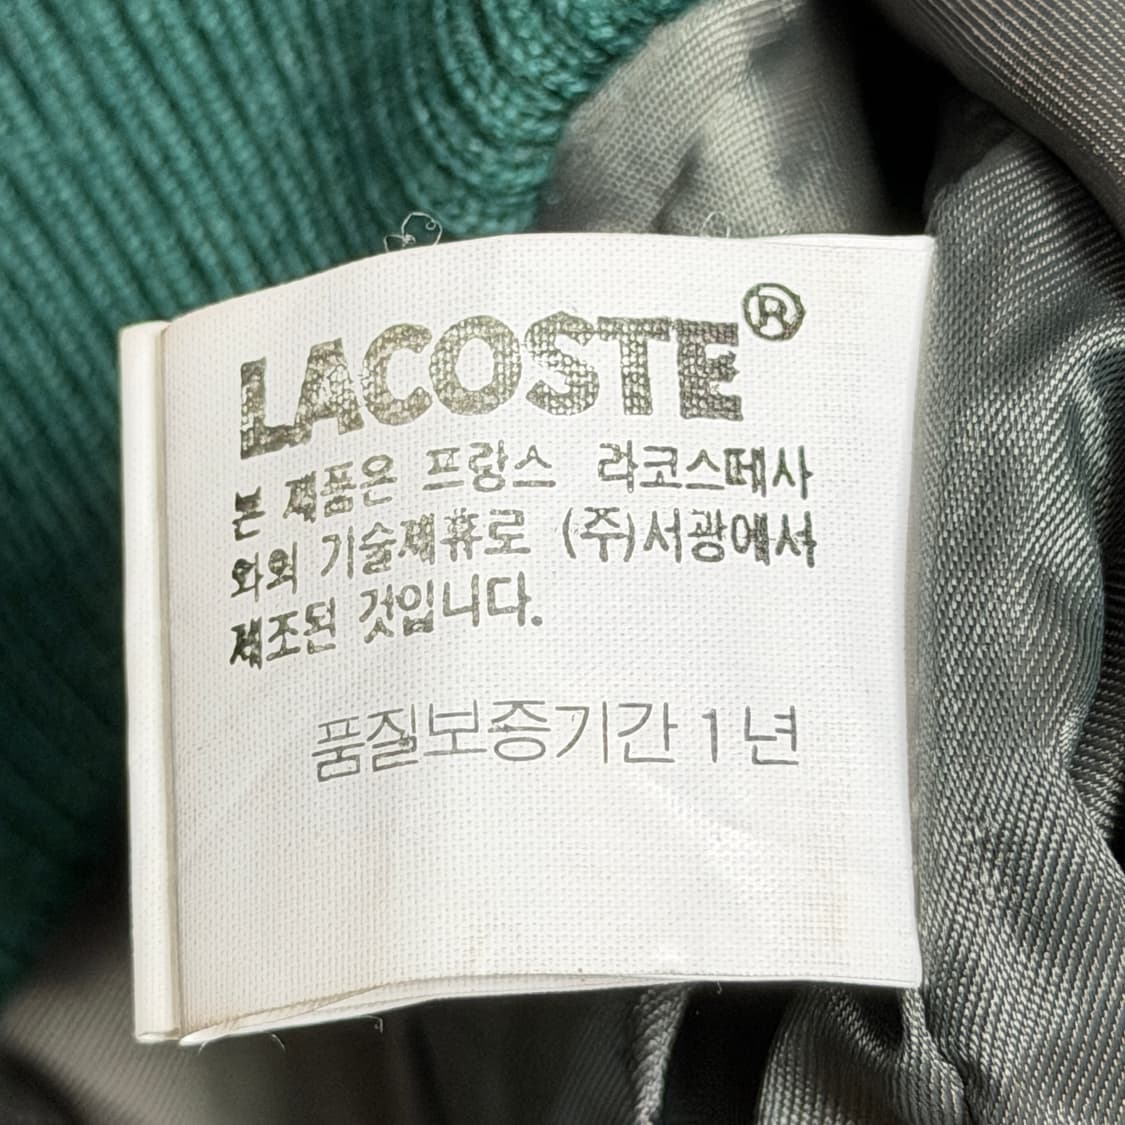 LACOSTE®
본 제품은 프랑스 라코스떼사
와의 기술제휴로 (주)서광에서
제조된 것입니다.
품질보증기간 1 년